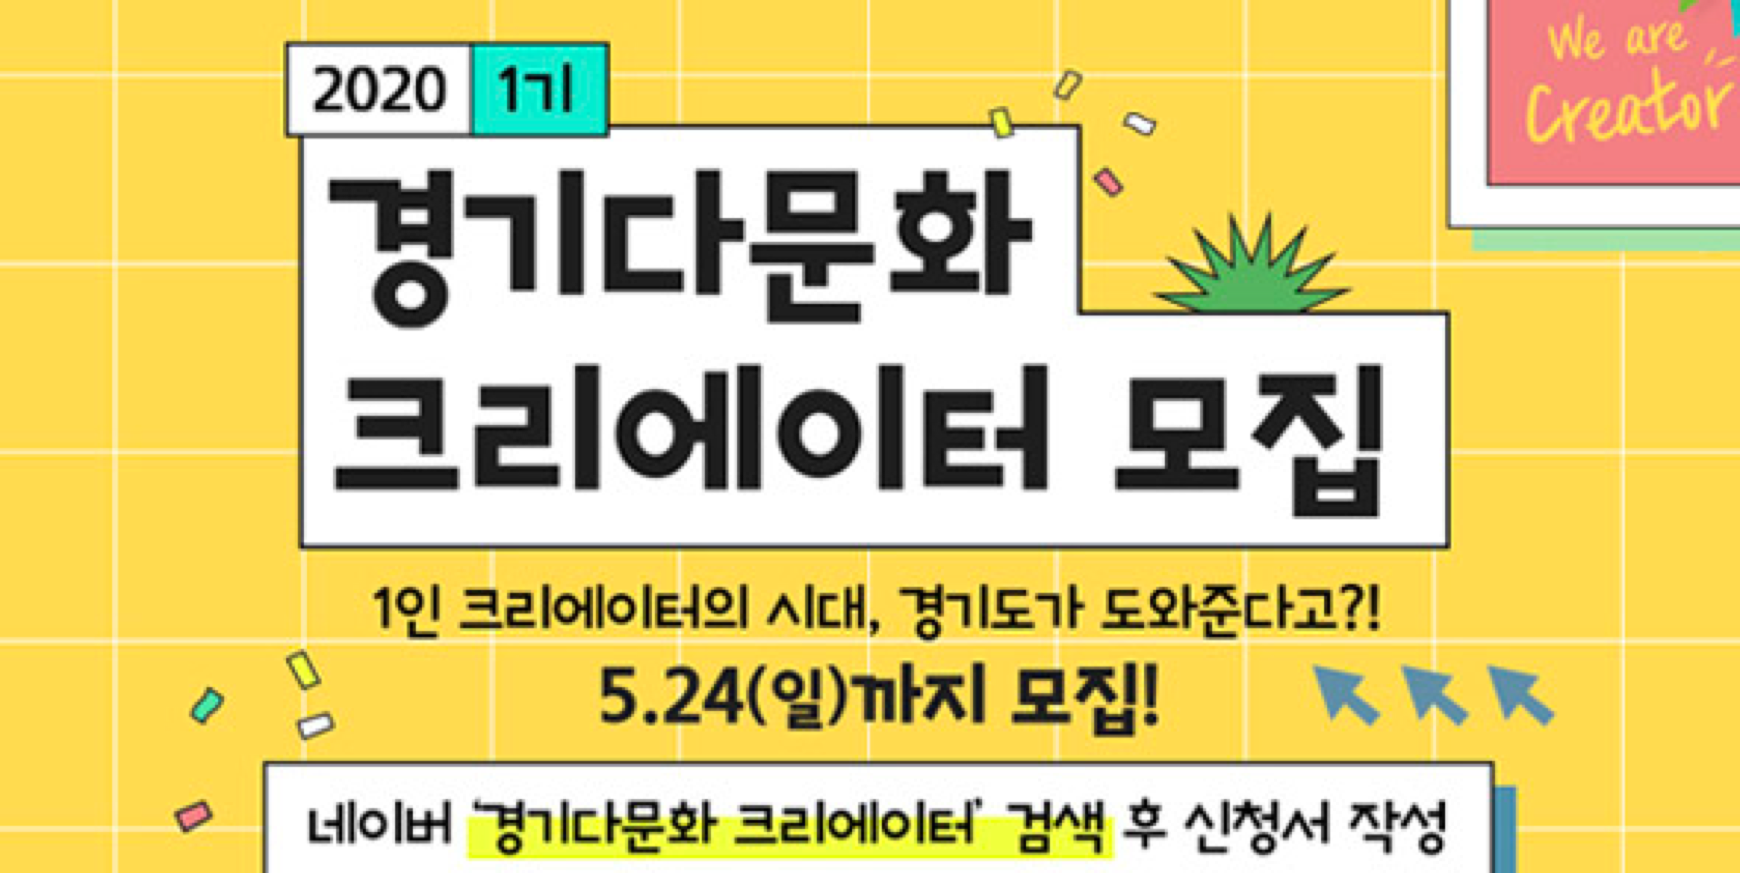 We are
Creator
2020 1기
경기다문화
크리에이터 모집
1인 크리에이터의 시대, 경기도가 도와준다고?!
5.24(일)까지 모집!
네이버 '경기다문화 크리에이터' 검색 후 신청서 작성